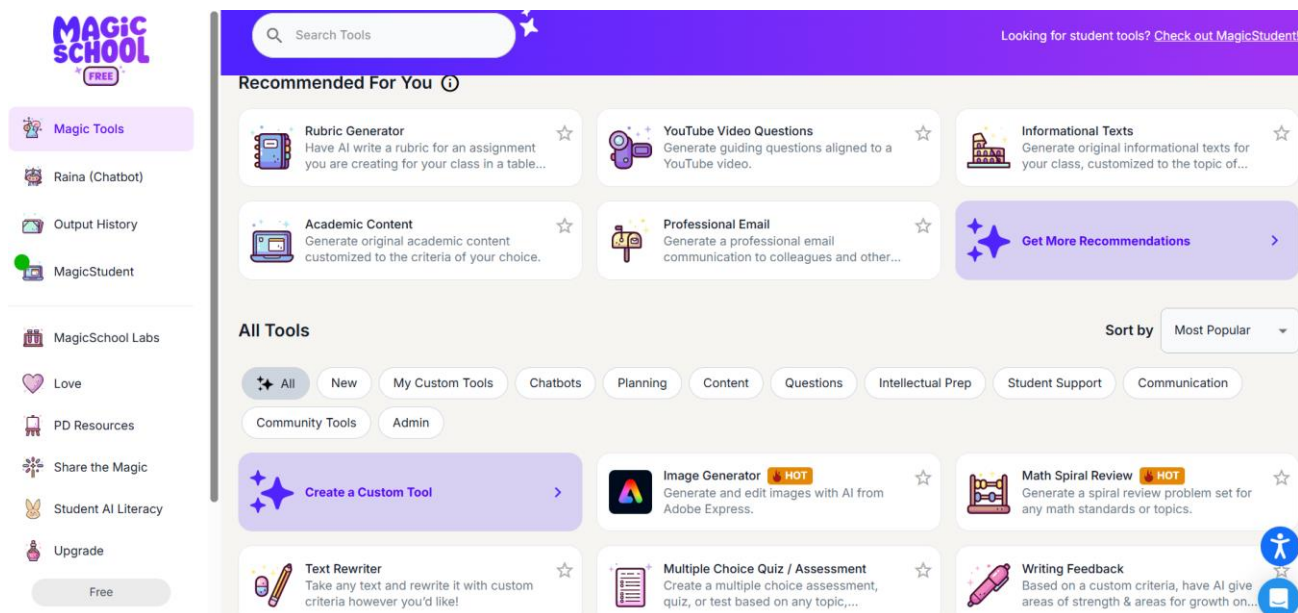 MAGIC
SCHOOL
FREE
Magic Tools
Raina (Chatbot)
Output History
MagicStudent
MagicSchool Labs
Love
PD Resources
Share the Magic
Student AI Literacy
Upgrade
Free
Search Tools
Looking for student tools? Check out MagicStudent!
Recommended For You
Rubric Generator
Have AI write a rubric for an assignment
you are creating for your class in a table...
YouTube Video Questions
Generate guiding questions aligned to a
YouTube video.
Informational Texts
Generate original informational texts for
your class, customized to the topic of...
Academic Content
Generate original academic content
customized to the criteria of your choice.
Professional Email
Generate a professional email
communication to colleagues and other...
Get More Recommendations
All Tools
Sort by
Most Popular
All
New
My Custom Tools
Chatbots
Planning
Content
Questions
Intellectual Prep
Student Support
Communication
Community Tools
Admin
Create a Custom Tool
Image Generator HOT
Generate and edit images with AI from
Adobe Express.
Math Spiral Review HOT
Generate a spiral review problem set for
any math standards or topics.
Text Rewriter
Take any text and rewrite it with custom
criteria however you'd like!
Multiple Choice Quiz / Assessment
Create a multiple choice assessment,
quiz, or test based on any topic,...
Writing Feedback
Based on a custom criteria, have AI give
areas of strength & areas for growth on...